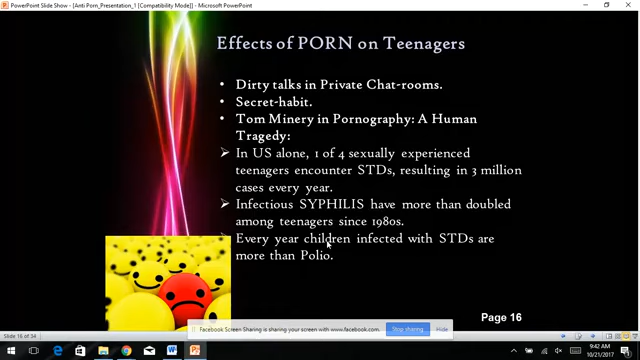 PowerPoint Slide Show - [Anti Porn_Presentation_1 [Compatibility Mode]] - Microsoft PowerPoint
Effects of PORN on Teenagers
• Dirty talks in Private Chat-rooms.
• Secret-habit.
• Tom Minery in Pornography: A Human
Tragedy:
➢ In US alone, 1 of 4 sexually experienced
teenagers encounter STDs, resulting in 3 million
cases every year.
➢ Infectious SYPHILIS have more than doubled
among teenagers since 1980s.
➢ Every year children infected with STDs are
more than Polio.
Page 16
Facebook Screen Sharing is sharing your screen with www.facebook.com. Stop sharing Hide
Slide 16 of 34
9:42 AM
10/21/2017